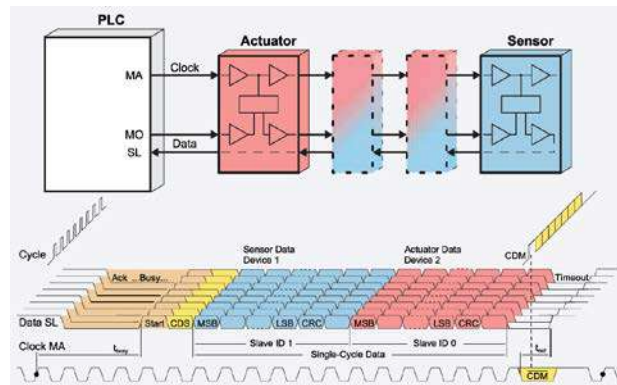 PLC
Actuator
Sensor
MA
Clock
MO
Data
SL
Cycle
Sensor Data
Device 1
Actuator Data
Device 2
CDM
Ack ...Busy...
Timeout
Data SL
Start CDS MSB LSB CRC MSB LSB CRC
Clock MA
Slave ID 1
Slave ID 0
Single-Cycle Data
CDM